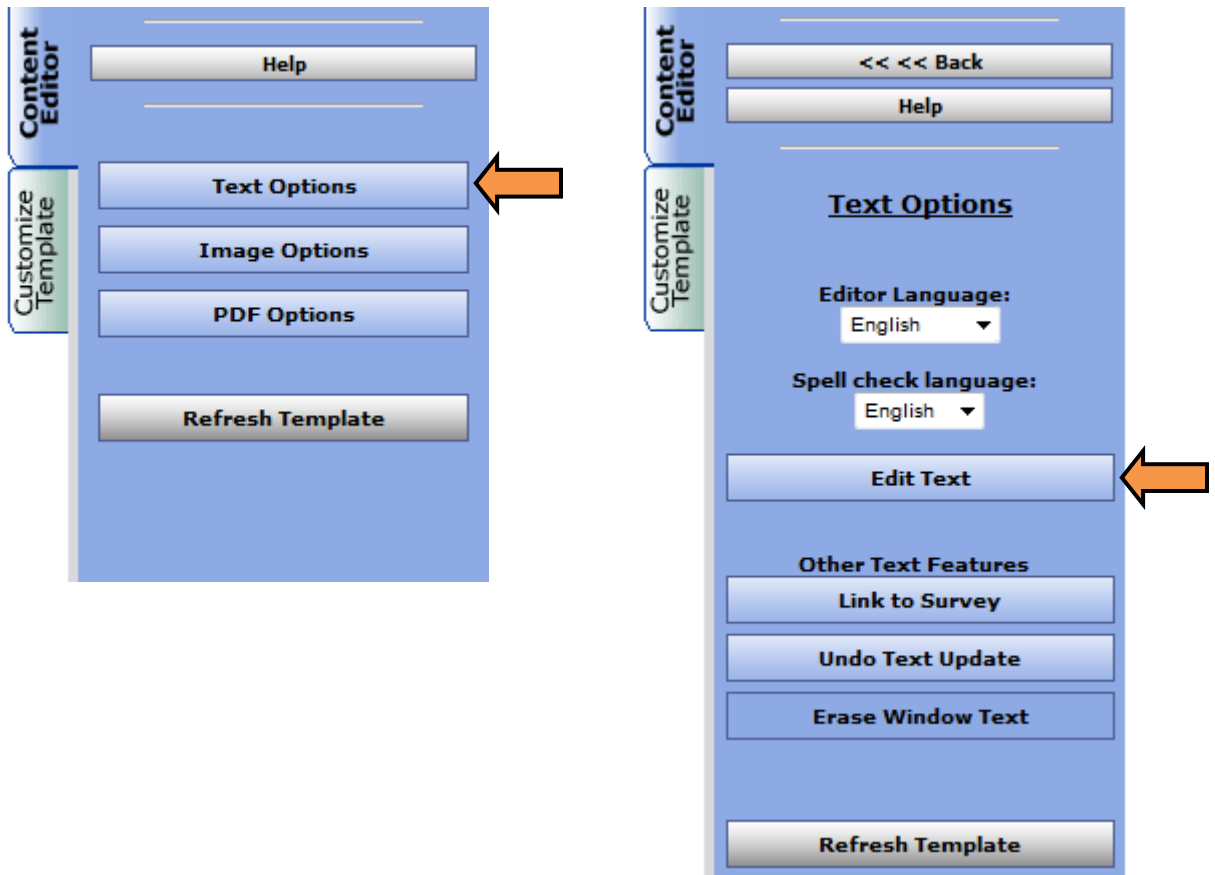 Content
Editor
Customize
Template
Help
Text Options
Image Options
PDF Options
Refresh Template
Content
Editor
Customize
Template
<< << Back
Help
Text Options
Editor Language:
English
Spell check language:
English
Edit Text
Other Text Features
Link to Survey
Undo Text Update
Erase Window Text
Refresh Template